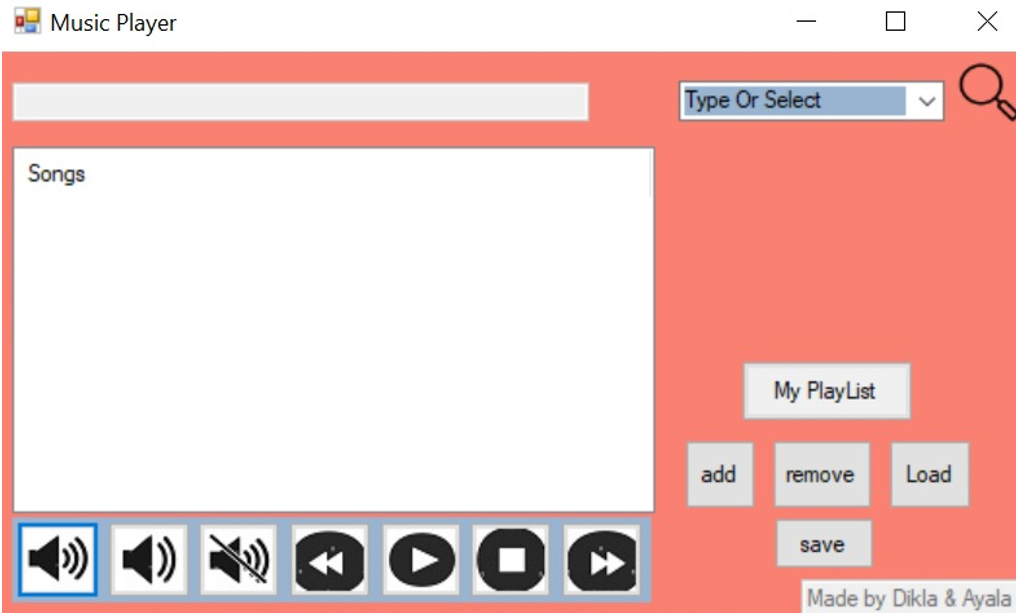 Music Player
Type Or Select
Songs
My PlayList
add
remove
Load
save
Made by Dikla & Ayala